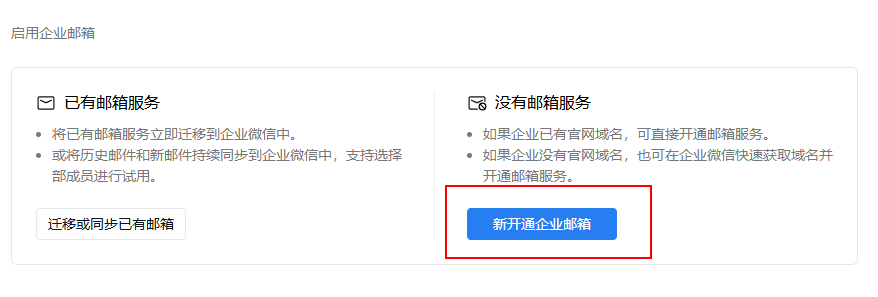 启用企业邮箱
已有邮箱服务
将已有邮箱服务立即迁移到企业微信中。
或将历史邮件和新邮件持续同步到企业微信中，支持选择
部成员进行试用。
迁移或同步已有邮箱
没有邮箱服务
如果企业已有官网域名，可直接开通邮箱服务。
如果企业没有官网域名，也可在企业微信快速获取域名并
开通邮箱服务。
新开通企业邮箱